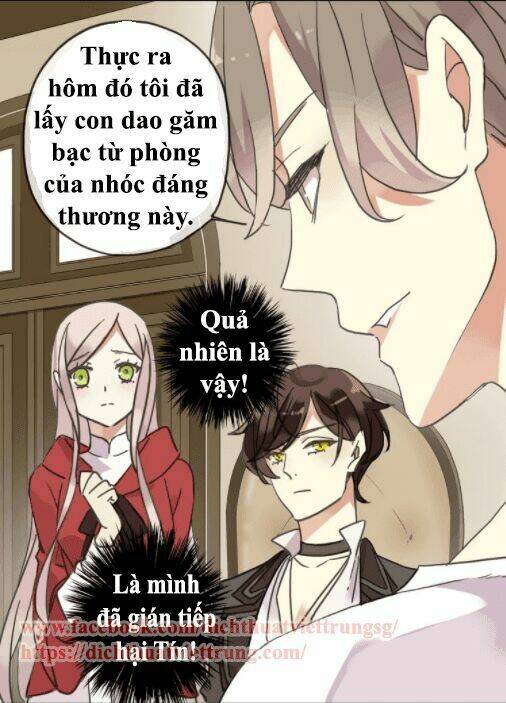 Thực ra
hôm đó tôi đã
lấy con dao găm
bạc từ phòng
của nhóc đáng
thương này.
Quả
nhiên là
vậy!
Là mình
đã gián tiếp
hại Tín!
www.facebook.com/dichthuatviettrungsg/
https://dichthuatviettrung.com/